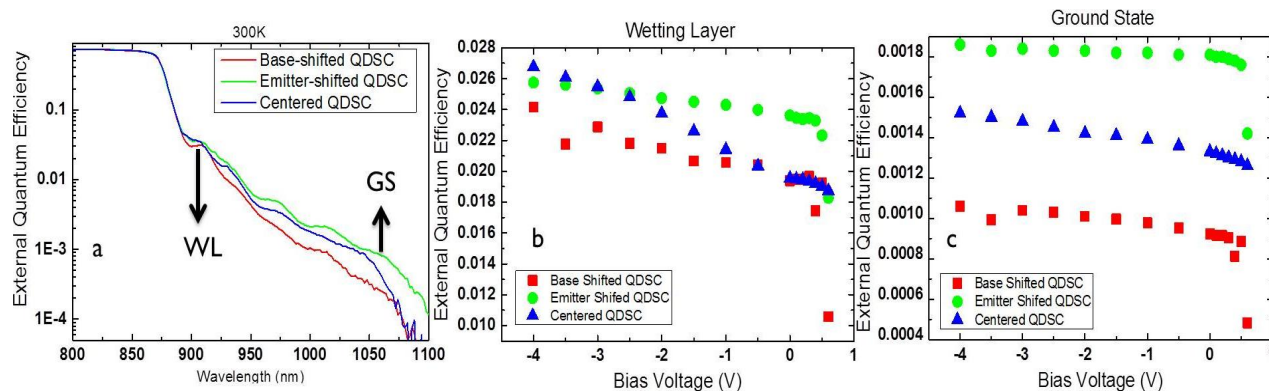 300K
Base-shifted QDSC
Emitter-shifted QDSC
Centered QDSC
External Quantum Efficiency
0.1
0.01
1E-3
1E-4
a
WL
GS
800 850 900 950 1000 1050 1100
Wavelength (nm)
Wetting Layer
External Quantum Efficiency
0.028
0.026
0.024
0.022
0.020
0.018
0.016
0.014
0.012
0.010
b
Base Shifted QDSC
Emitter Shifed QDSC
Centered QDSC
-4 -3 -2 -1 0 1
Bias Voltage (V)
Ground State
External Quantum Efficiency
0.0018
0.0016
0.0014
0.0012
0.0010
0.0008
0.0006
0.0004
c
Base Shifted QDSC
Emitter Shifed QDSC
Centered QDSC
-4 -3 -2 -1 0 1
Bias Voltage (V)